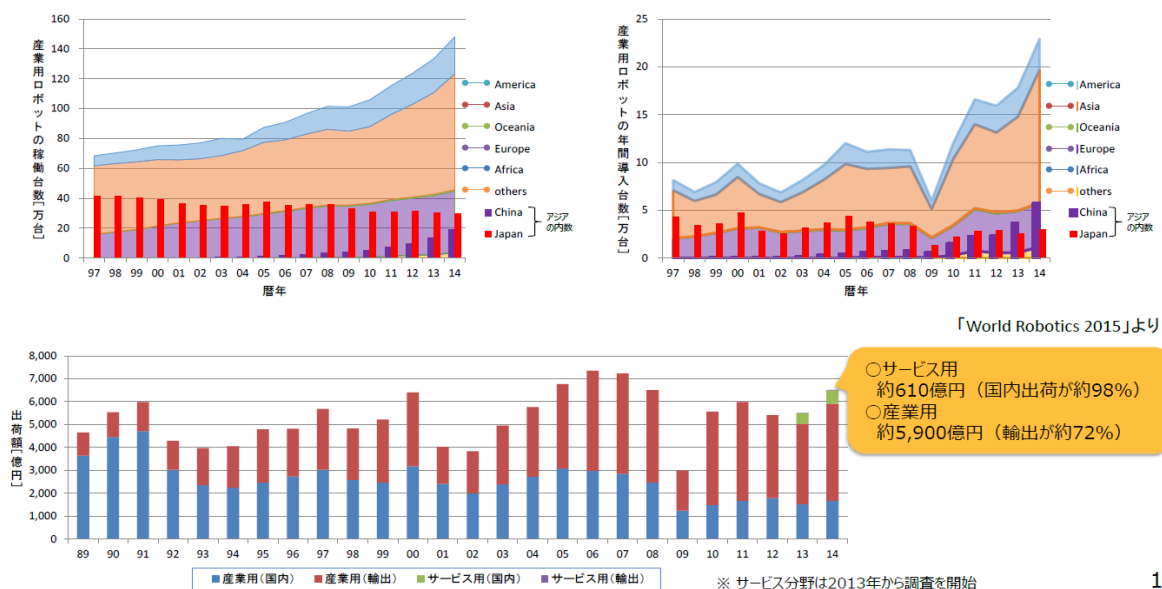 産業用ロボットの稼働台数[万台]
160
140
120
100
80
60
40
20
0
97 98 99 00 01 02 03 04 05 06 07 08 09 10 11 12 13 14
暦年
America
Asia
Oceania
Europe
Africa
others
China
Japan
アジア
の内数
産業用ロボットの年間導入台数[万台]
25
20
15
10
5
0
97 98 99 00 01 02 03 04 05 06 07 08 09 10 11 12 13 14
暦年
|America
|Asia
|Oceania
|Europe
|Africa
others
China
Japan
アジア
の内数
「World Robotics 2015」より
出荷額[億円]
8,000
7,000
6,000
5,000
4,000
3,000
2,000
1,000
0
89 90 91 92 93 94 95 96 97 98 99 00 01 02 03 04 05 06 07 08 09 10 11 12 13 14
産業用(国内) 産業用(輸出) サービス用(国内) サービス用(輸出)
○サービス用
約610億円(国内出荷が約98%)
○産業用
約5,900億円(輸出が約72%)
※ サービス分野は2013年から調査を開始
1